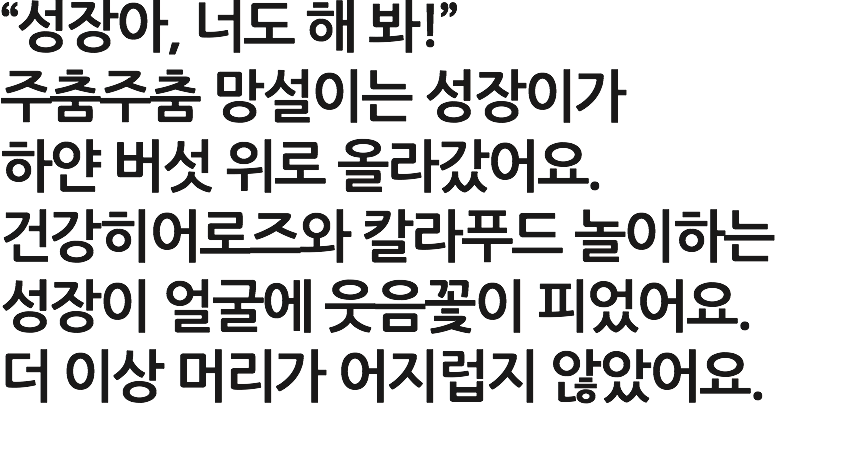 “성장아, 너도 해 봐!”
주춤주춤 망설이는 성장이가
하얀 버섯 위로 올라갔어요.
건강히어로즈와 칼라푸드 놀이하는
성장이 얼굴에 웃음꽃이 피었어요.
더 이상 머리가 어지럽지 않았어요.